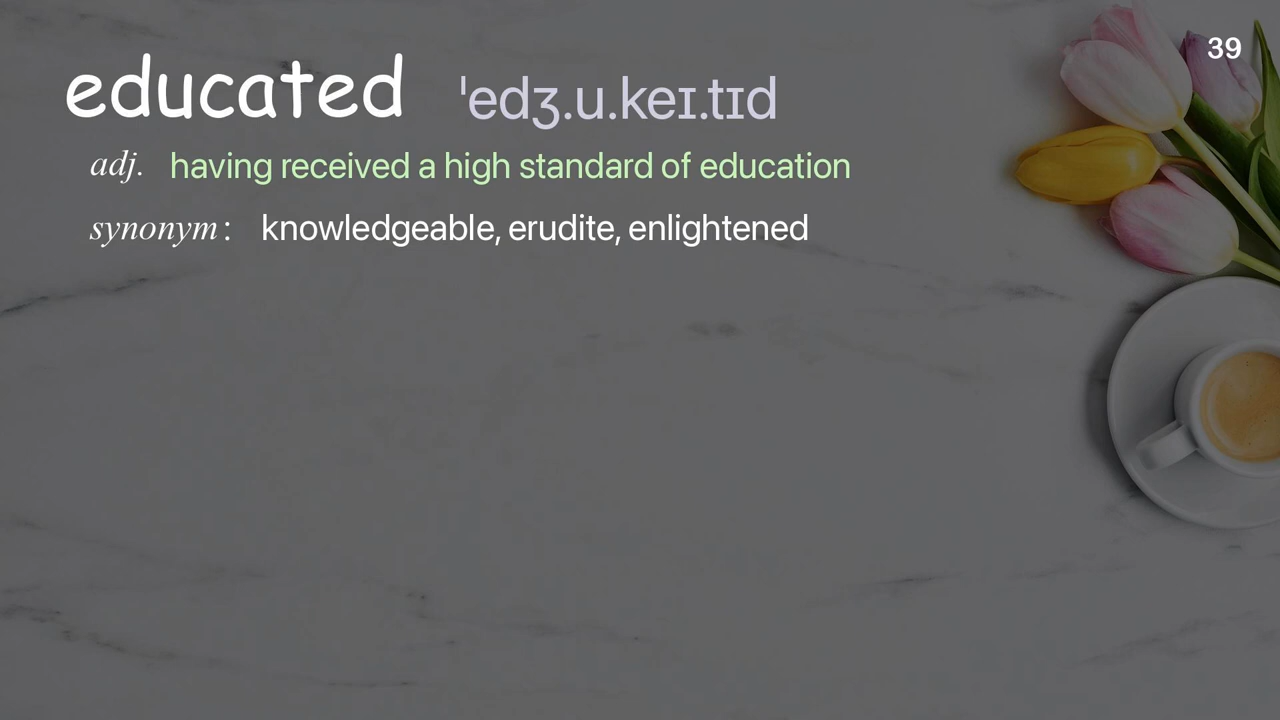 39
educated ˈedʒ.u.keɪ.tɪd
adj. having received a high standard of education
synonym: knowledgeable, erudite, enlightened